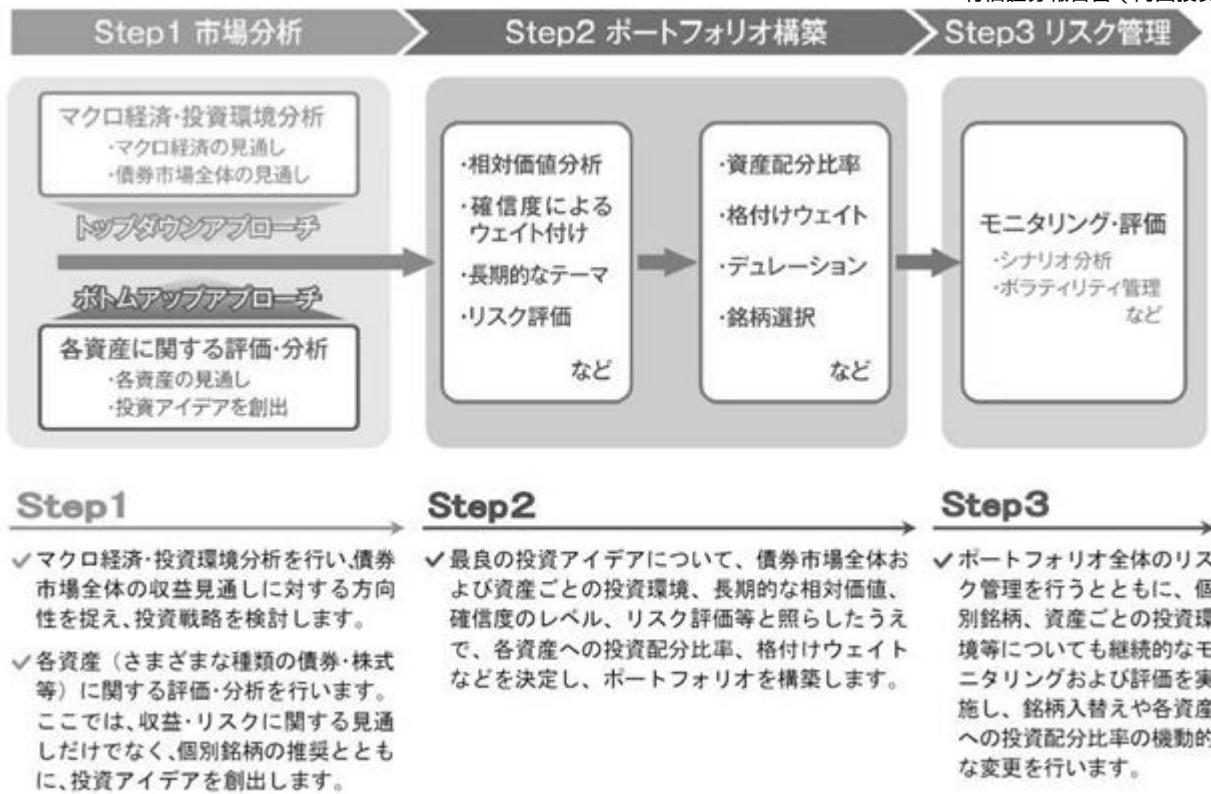 Step1 市場分析
Step2 ポートフォリオ構築
Step3 リスク管理
マクロ経済・投資環境分析
・マクロ経済の見通し
・債券市場全体の見通し
トップダウンアプローチ
ボトムアップアプローチ
各資産に関する評価・分析
・各資産の見通し
・投資アイデアを創出
・相対価値分析
・確信度による
ウェイト付け
・長期的なテーマ
・リスク評価
など
・資産配分比率
・格付けウェイト
・デュレーション
・銘柄選択
など
モニタリング・評価
・シナリオ分析
・ボラティリティ管理
など
Step1
✓マクロ経済・投資環境分析を行い、債券
市場全体の収益見通しに対する方向
性を捉え、投資戦略を検討します。
✓各資産（さまざまな種類の債券・株式
等）に関する評価・分析を行います。
ここでは、収益・リスクに関する見通
しだけでなく、個別銘柄の推奨ととも
に、投資アイデアを創出します。
Step2
✓最良の投資アイデアについて、債券市場全体お
よび資産ごとの投資環境、長期的な相対価値、
確信度のレベル、リスク評価等と照らしたうえ
で、各資産への投資配分比率、格付けウェイト
などを決定し、ポートフォリオを構築します。
Step3
✓ポートフォリオ全体のリス
ク管理を行うとともに、個
別銘柄、資産ごとの投資環
境等についても継続的なモ
ニタリングおよび評価を実
施し、銘柄入替えや各資産
への投資配分比率の機動的
な変更を行います。